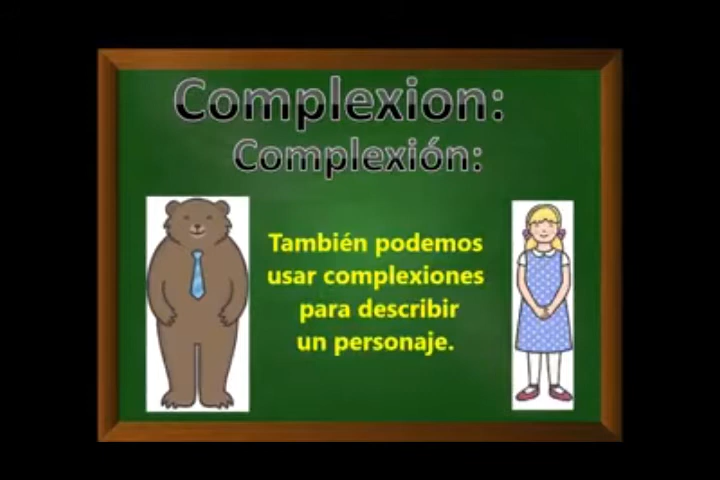 Complexion:
Complexión:
También podemos
usar complexiones
para describir
un personaje.